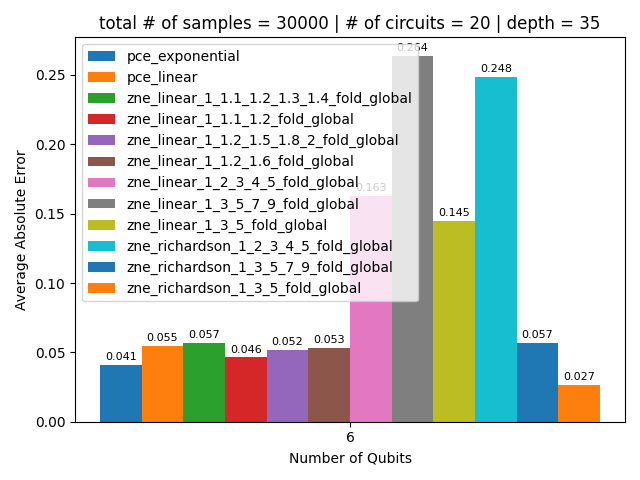 total # of samples = 30000 | # of circuits = 20 | depth = 35
pce_exponential
pce_linear
zne_linear_1_1.1_1.2_1.3_1.4_fold_global
zne_linear_1_1.1_1.2_fold_global
zne_linear_1_1.2_1.5_1.8_2_fold_global
zne_linear_1_1.2_1.6_fold_global
zne_linear_1_2_3_4_5_fold_global
zne_linear_1_3_5_7_9_fold_global
zne_linear_1_3_5_fold_global
zne_richardson_1_2_3_4_5_fold_global
zne_richardson_1_3_5_7_9_fold_global
zne_richardson_1_3_5_fold_global
0.041
0.055
0.057
0.046
0.052
0.053
0.163
0.264
0.145
0.248
0.057
0.027
Average Absolute Error
0.25
0.20
0.15
0.10
0.05
0.00
6
Number of Qubits